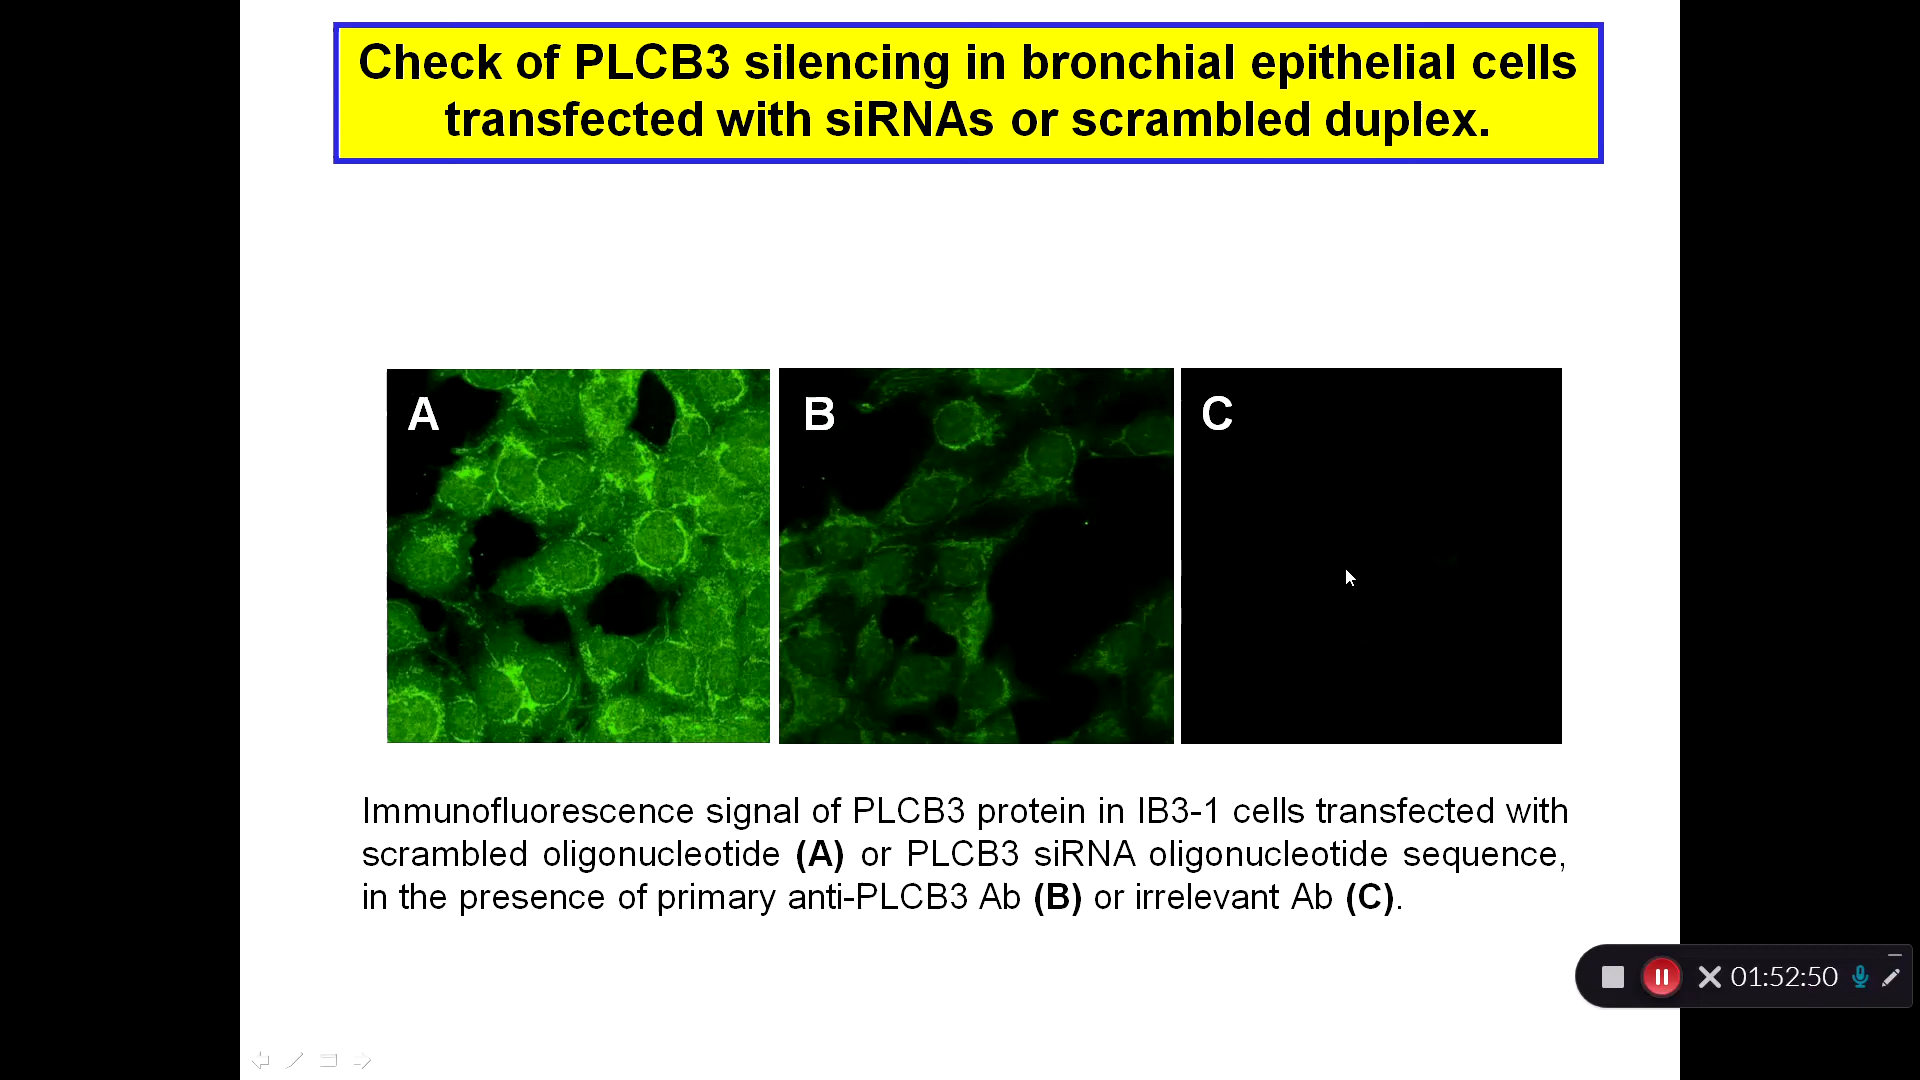 Check of PLCB3 silencing in bronchial epithelial cells
transfected with siRNAs or scrambled duplex.
A
B
C
Immunofluorescence signal of PLCB3 protein in IB3-1 cells transfected with
scrambled oligonucleotide (A) or PLCB3 siRNA oligonucleotide sequence,
in the presence of primary anti-PLCB3 Ab (B) or irrelevant Ab (C).
01:52:50